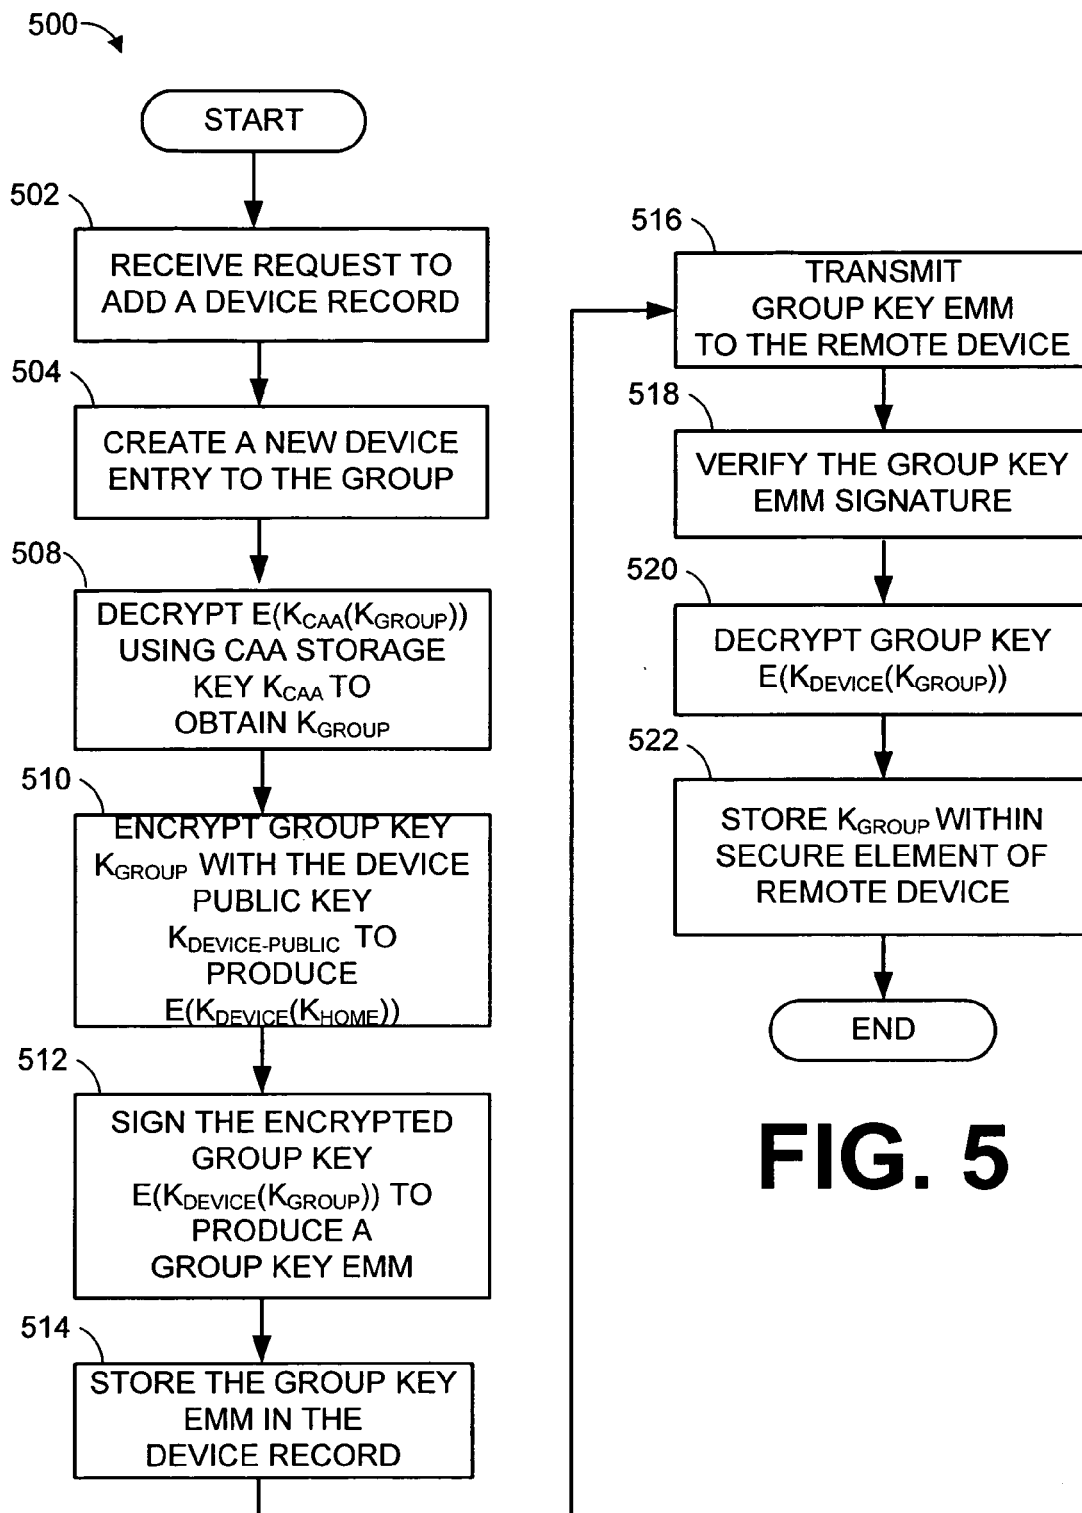 500
START
502
RECEIVE REQUEST TO
ADD A DEVICE RECORD
504
CREATE A NEW DEVICE
ENTRY TO THE GROUP
508
DECRYPT E(KCAA(KGROUP))
USING CAA STORAGE
KEY KCAA TO
OBTAIN KGROUP
510
ENCRYPT GROUP KEY
KGROUP WITH THE DEVICE
PUBLIC KEY
KDEVICE-PUBLIC TO
PRODUCE
E(KDEVICE(KHOME))
512
SIGN THE ENCRYPTED
GROUP KEY
E(KDEVICE(KGROUP)) TO
PRODUCE A
GROUP KEY EMM
514
STORE THE GROUP KEY
EMM IN THE
DEVICE RECORD
516
TRANSMIT
GROUP KEY EMM
TO THE REMOTE DEVICE
518
VERIFY THE GROUP KEY
EMM SIGNATURE
520
DECRYPT GROUP KEY
E(KDEVICE(KGROUP))
522
STORE KGROUP WITHIN
SECURE ELEMENT OF
REMOTE DEVICE
END
FIG. 5